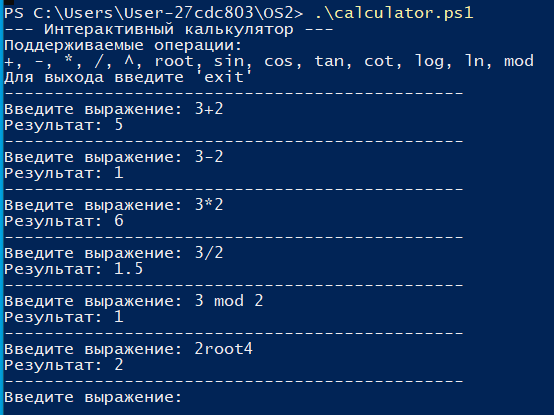 PS C:\Users\User-27cdc803\OS2> .\calculator.ps1
--- Интерактивный калькулятор ---
Поддерживаемые операции:
+, -, *, /, ^, root, sin, cos, tan, cot, log, ln, mod
Для выхода введите 'exit'
----------------------------------------------
Введите выражение: 3+2
Результат: 5
----------------------------------------------
Введите выражение: 3-2
Результат: 1
----------------------------------------------
Введите выражение: 3*2
Результат: 6
----------------------------------------------
Введите выражение: 3/2
Результат: 1.5
----------------------------------------------
Введите выражение: 3 mod 2
Результат: 1
----------------------------------------------
Введите выражение: 2root4
Результат: 2
----------------------------------------------
Введите выражение: